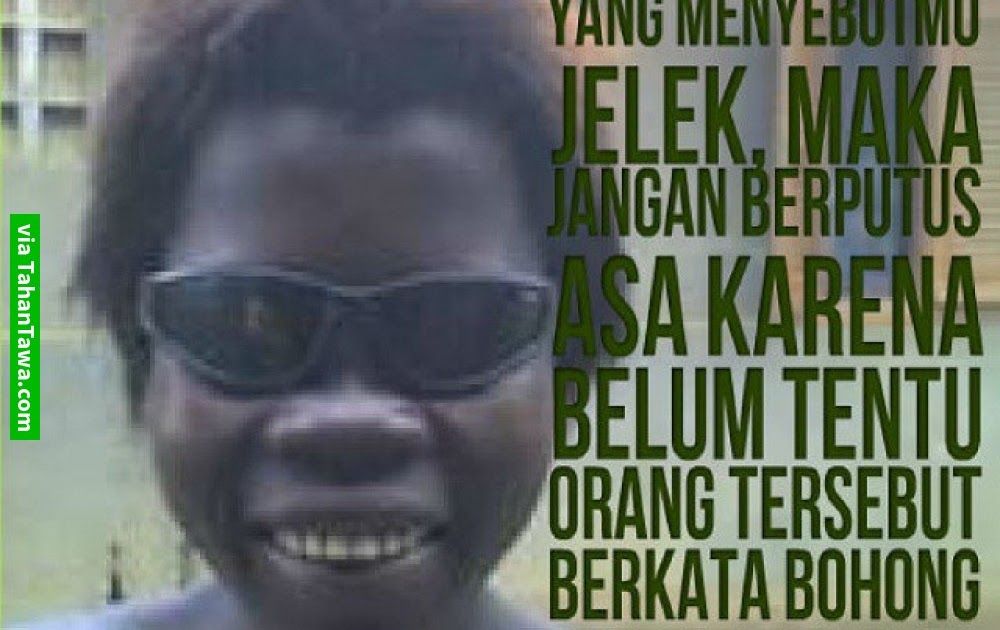 YANG MENYEBUTMU
JELEK, MAKA
JANGAN BERPUTUS
ASA KARENA
BELUM TENTU
ORANG TERSEBUT
BERKATA BOHONG
via TahanTawa.com